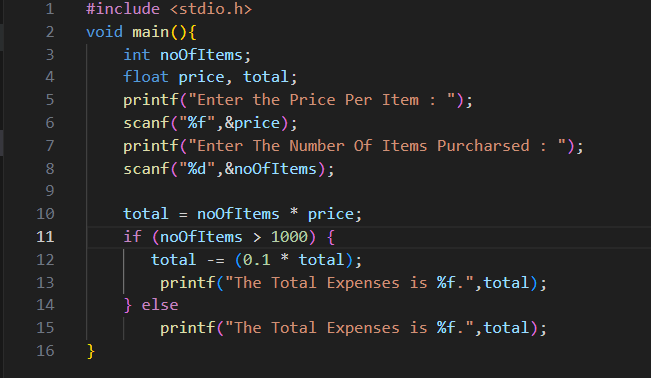 1 #include <stdio.h>
2 void main(){
3     int noOfItems;
4     float price, total;
5     printf("Enter the Price Per Item : ");
6     scanf("%f",&price);
7     printf("Enter The Number Of Items Purcharsed : ");
8     scanf("%d",&noOfItems);
9
10     total = noOfItems * price;
11     if (noOfItems > 1000) {
12        total -= (0.1 * total);
13         printf("The Total Expenses is %f.",total);
14     } else
15         printf("The Total Expenses is %f.",total);
16 }